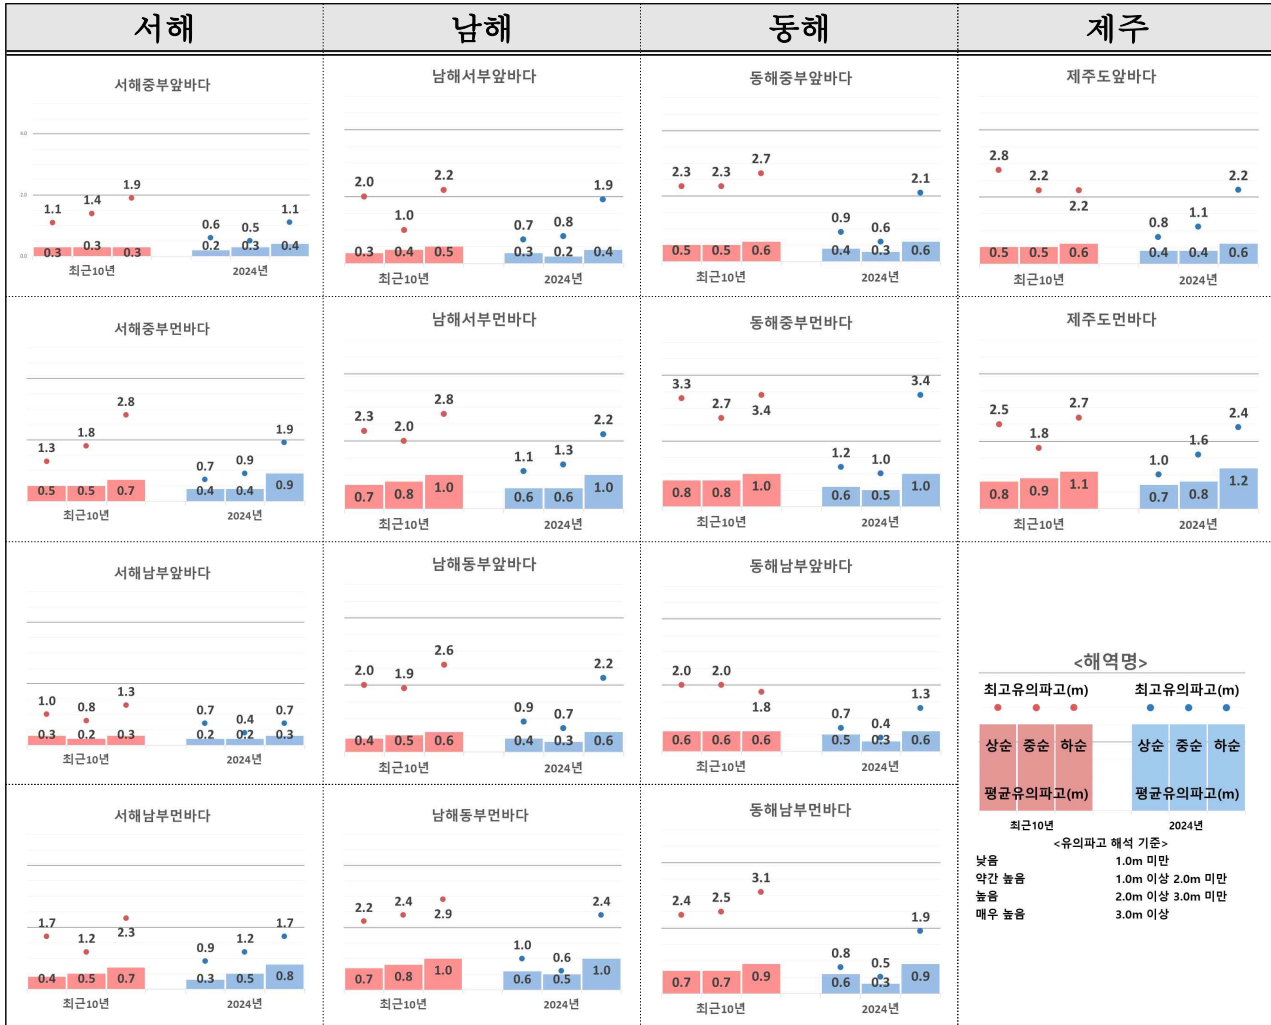 서해 남해 동해 제주
서해중부앞바다
4.0
2.0
0.0
1.1 1.4 1.9 0.6 0.5 1.1
0.3 0.3 0.3 0.2 0.3 0.4
최근10년 2024년
남해서부앞바다
2.0 1.0 2.2 0.7 0.8 1.9
0.3 0.4 0.5 0.3 0.2 0.4
최근10년 2024년
동해중부앞바다
2.3 2.3 2.7 0.9 0.6 2.1
0.5 0.5 0.6 0.4 0.3 0.6
최근10년 2024년
제주도앞바다
2.8 2.2 2.2 0.8 1.1 2.2
0.5 0.5 0.6 0.4 0.4 0.6
최근10년 2024년
서해중부먼바다
1.3 1.8 2.8 0.7 0.9 1.9
0.5 0.5 0.7 0.4 0.4 0.9
최근10년 2024년
남해서부먼바다
2.3 2.0 2.8 1.1 1.3 2.2
0.7 0.8 1.0 0.6 0.6 1.0
최근10년 2024년
동해중부먼바다
3.3 2.7 3.4 1.2 1.0 3.4
0.8 0.8 1.0 0.6 0.5 1.0
최근10년 2024년
제주도먼바다
2.5 1.8 2.7 1.0 1.6 2.4
0.8 0.9 1.1 0.7 0.8 1.2
최근10년 2024년
서해남부앞바다
1.0 0.8 1.3 0.7 0.4 0.7
0.3 0.2 0.3 0.2 0.2 0.3
최근10년 2024년
남해동부앞바다
2.0 1.9 2.6 0.9 0.7 2.2
0.4 0.5 0.6 0.4 0.3 0.6
최근10년 2024년
동해남부앞바다
2.0 2.0 1.8 0.7 0.4 1.3
0.6 0.6 0.6 0.5 0.3 0.6
최근10년 2024년
서해남부먼바다
1.7 1.2 2.3 0.9 1.2 1.7
0.4 0.5 0.7 0.3 0.5 0.8
최근10년 2024년
남해동부먼바다
2.2 2.4 2.9 1.0 0.6 2.4
0.7 0.8 1.0 0.6 0.5 1.0
최근10년 2024년
동해남부먼바다
2.4 2.5 3.1 0.8 0.5 1.9
0.7 0.7 0.9 0.6 0.3 0.9
최근10년 2024년
<해역명>
최고유의파고(m) 최고유의파고(m)
상순 중순 하순 상순 중순 하순
평균유의파고(m) 평균유의파고(m)
최근10년 2024년
<유의파고 해석 기준>
낮음 1.0m 미만
약간 높음 1.0m 이상 2.0m 미만
높음 2.0m 이상 3.0m 미만
매우 높음 3.0m 이상